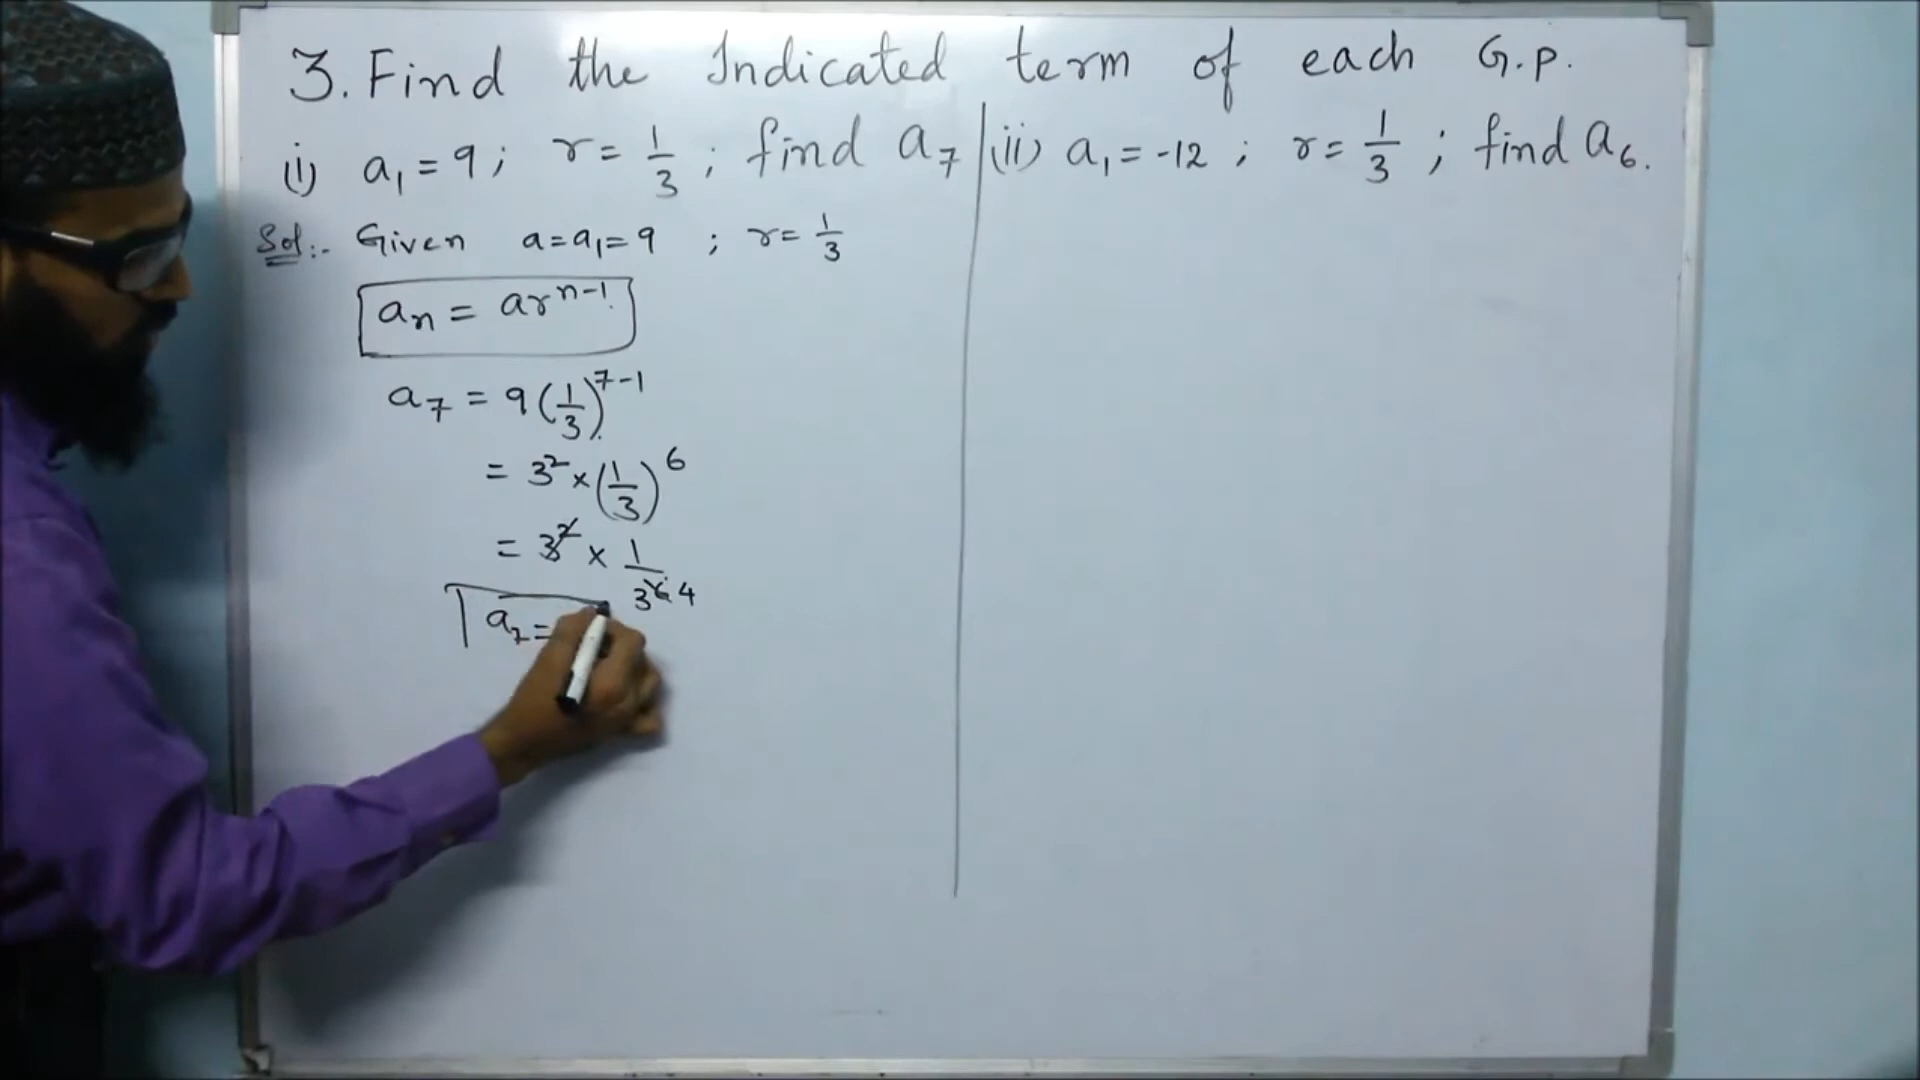 3. Find the Indicated term of each G.P.
(i) a₁ = 9 ; r = 1/3 ; find a₇
Sol:- Given a = a₁ = 9 ; r = 1/3
aₙ = arⁿ⁻¹.
a₇ = 9(1/3)⁷⁻¹
= 3² × (1/3)⁶
= 3² × 1/3⁶ 4
a₇ =
(ii) a₁ = -12 ; r = 1/3 ; find a₆.